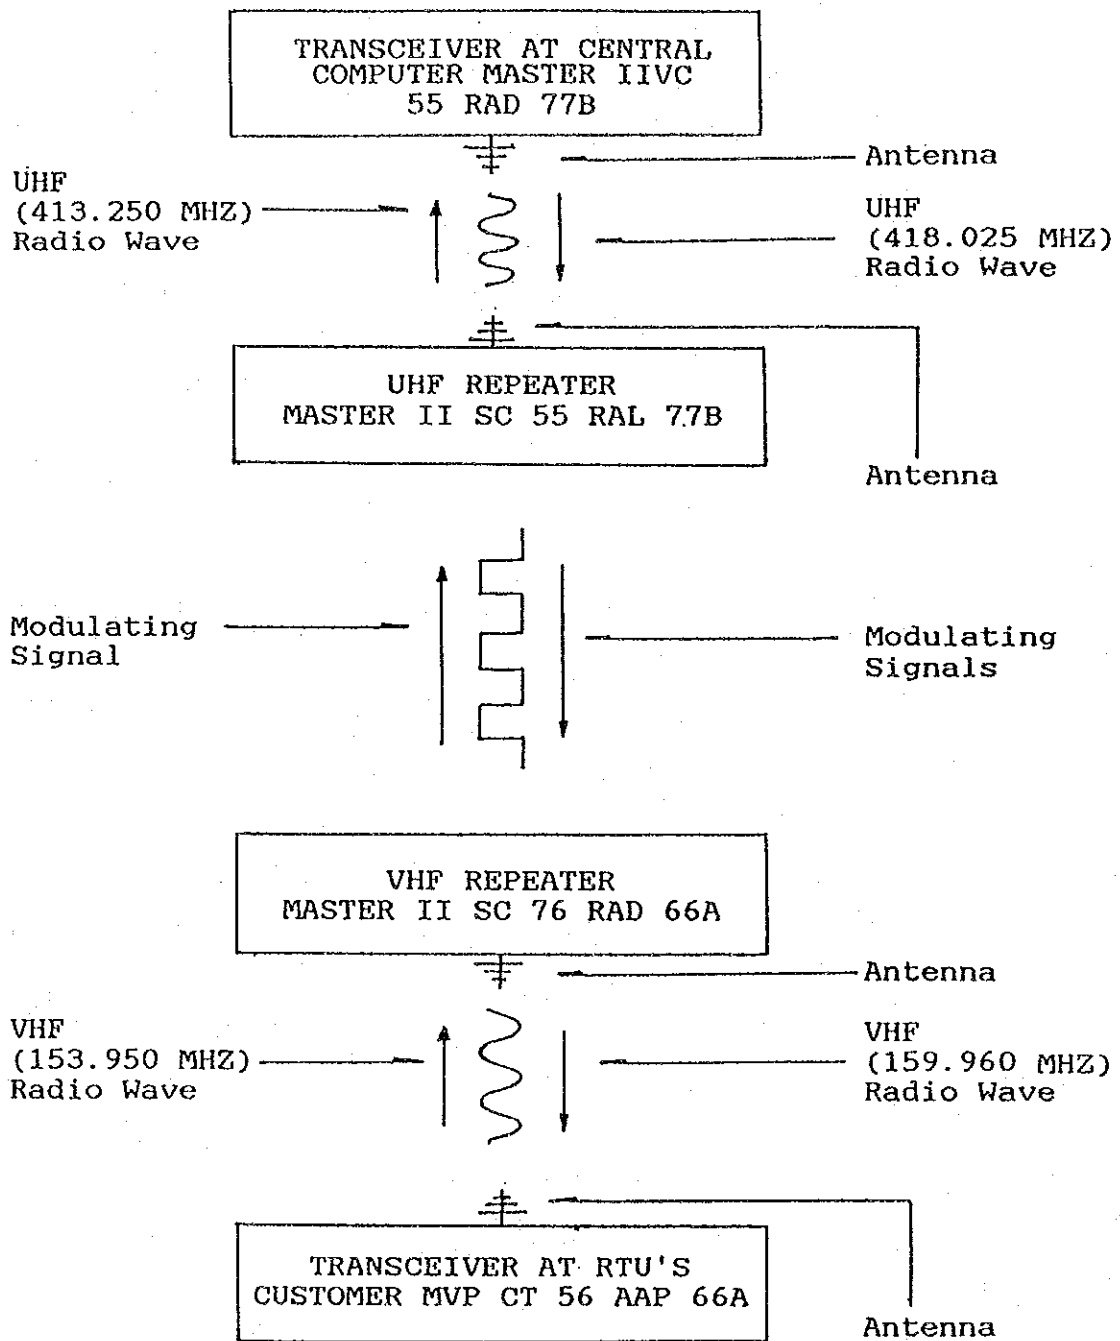 TRANSCEIVER AT CENTRAL
COMPUTER MASTER IIVC
55 RAD 77B
Antenna
UHF
(413.250 MHZ)
Radio Wave
UHF
(418.025 MHZ)
Radio Wave
UHF REPEATER
MASTER II SC 55 RAL 77B
Antenna
Modulating
Signal
Modulating
Signals
VHF REPEATER
MASTER II SC 76 RAD 66A
Antenna
VHF
(153.950 MHZ)
Radio Wave
VHF
(159.960 MHZ)
Radio Wave
TRANSCEIVER AT RTU'S
CUSTOMER MVP CT 56 AAP 66A
Antenna